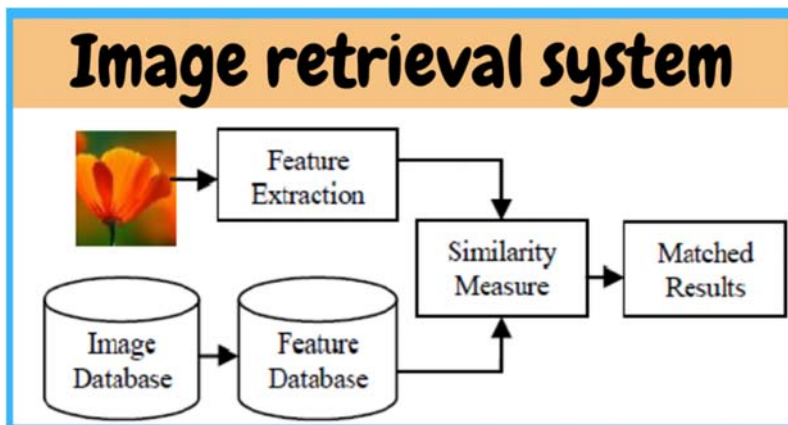 Image retrieval system
Feature
Extraction
Similarity
Measure
Matched
Results
Image
Database
Feature
Database